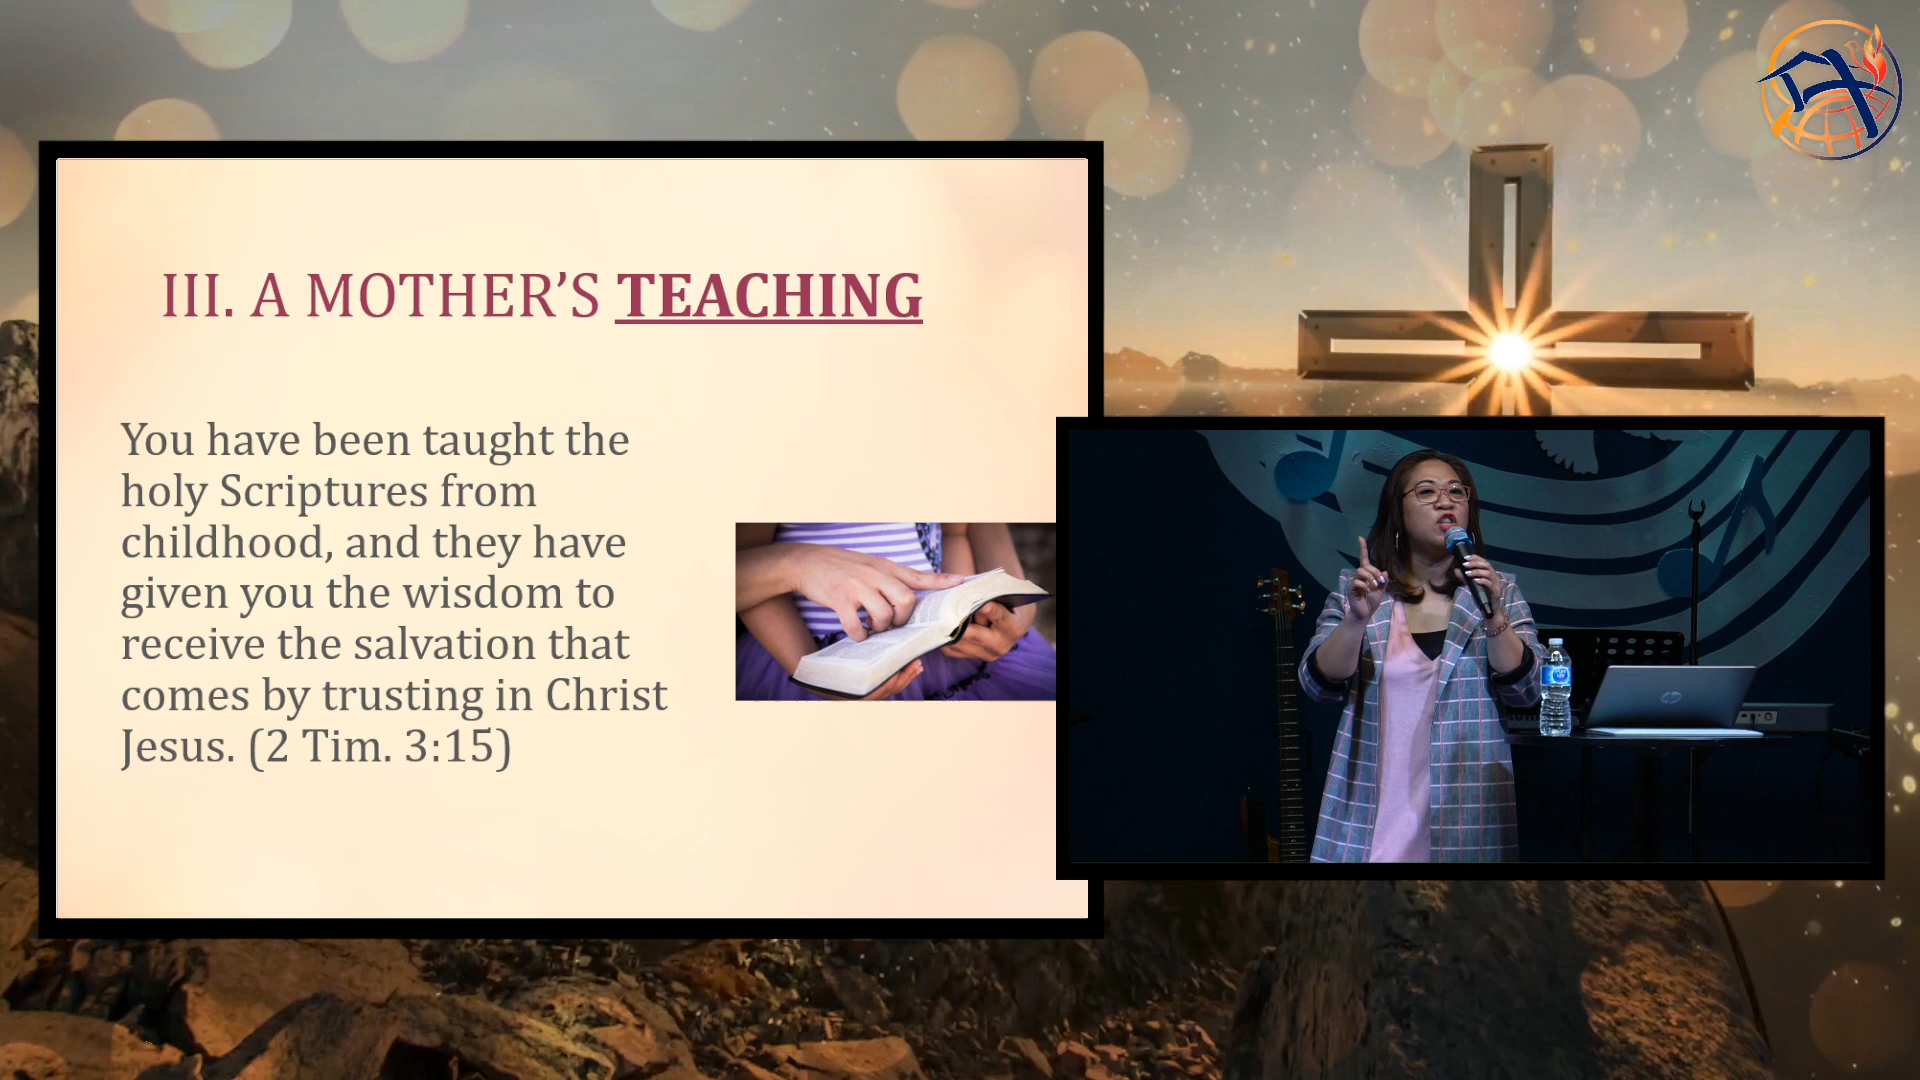 III. A MOTHER’S TEACHING
You have been taught the
holy Scriptures from
childhood, and they have
given you the wisdom to
receive the salvation that
comes by trusting in Christ
Jesus. (2 Tim. 3:15)
hp